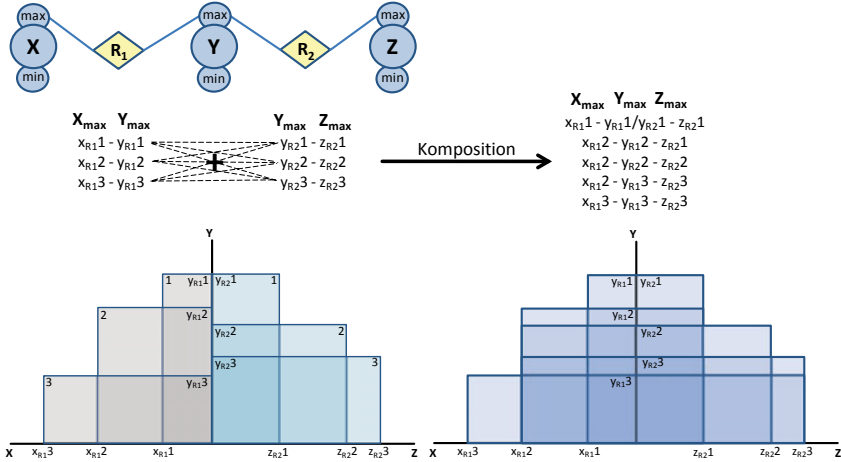 max max max
X R1 Y R2 Z
min min min
Xmax Ymax Ymax Zmax
xR11 - yR11 yR21 - zR21
xR12 - yR12 + yR22 - zR22
xR13 - yR13 yR23 - zR23
Komposition
Xmax Ymax Zmax
xR11 - yR11/yR21 - zR21
xR12 - yR12 - zR21
xR12 - yR22 - zR22
xR12 - yR13 - zR23
xR13 - yR13 - zR23
Y
1 yR11 yR21 1
2 yR12
yR22 2
yR23 3
3 yR13
X xR13 xR12 xR11 zR21 zR22 zR23 Z
Y
yR11 yR21
yR12
yR22
yR23
yR13
X xR13 xR12 xR11 zR21 zR22 zR23 Z